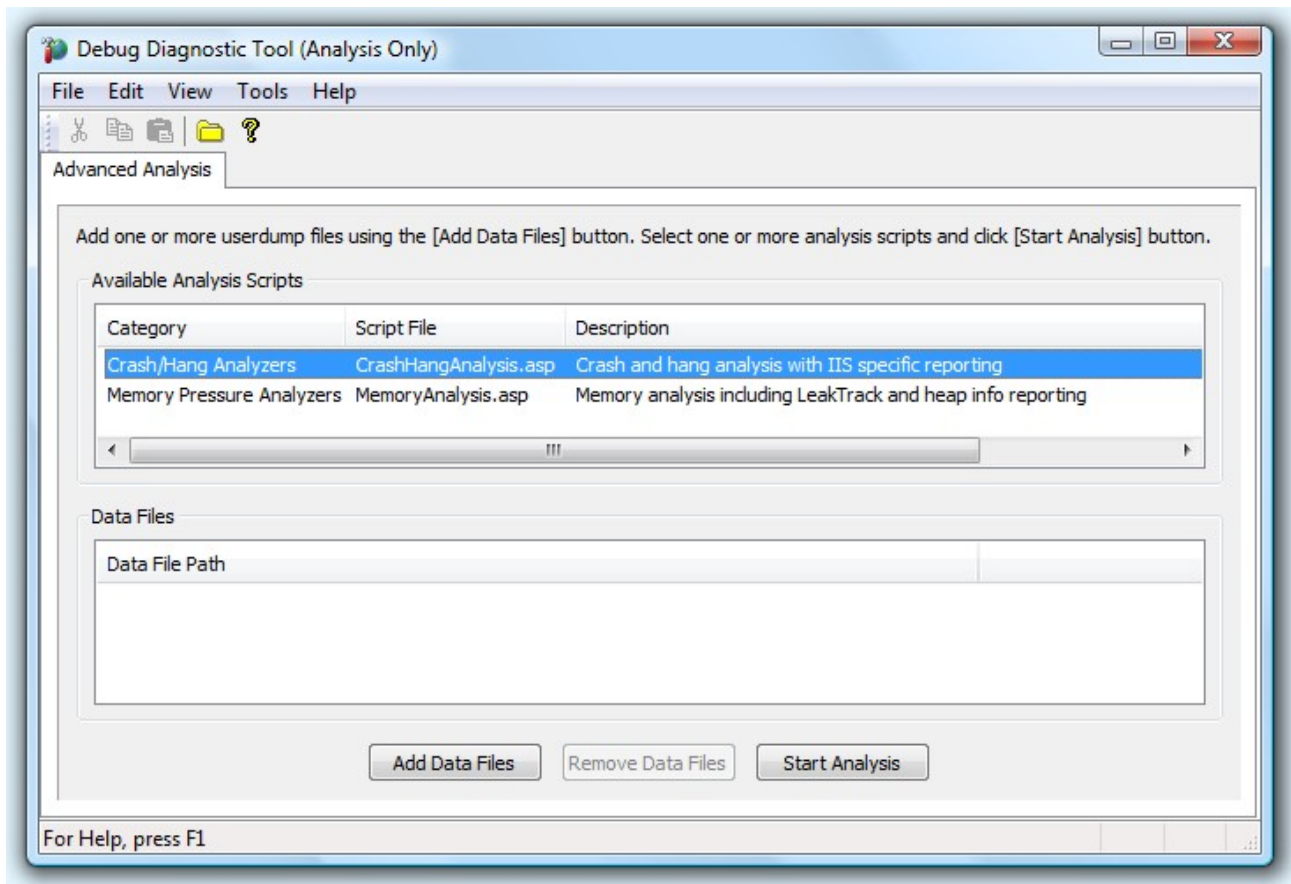 Debug Diagnostic Tool (Analysis Only)
File Edit View Tools Help
Advanced Analysis
Add one or more userdump files using the [Add Data Files] button. Select one or more analysis scripts and click [Start Analysis] button.
Available Analysis Scripts
Category Script File Description
Crash/Hang Analyzers CrashHangAnalysis.asp Crash and hang analysis with IIS specific reporting
Memory Pressure Analyzers MemoryAnalysis.asp Memory analysis including LeakTrack and heap info reporting
Data Files
Data File Path
Add Data Files Remove Data Files Start Analysis
For Help, press F1